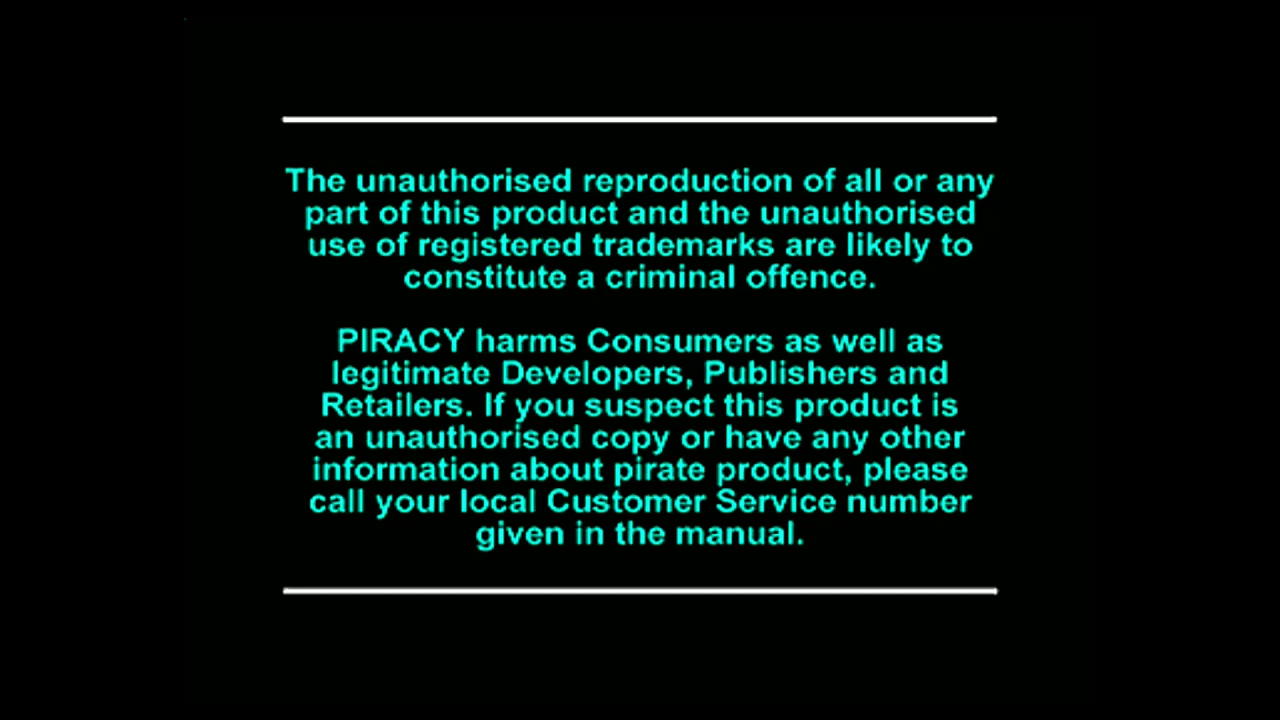 The unauthorised reproduction of all or any
part of this product and the unauthorised
use of registered trademarks are likely to
constitute a criminal offence.
PIRACY harms Consumers as well as
legitimate Developers, Publishers and
Retailers. If you suspect this product is
an unauthorised copy or have any other
information about pirate product, please
call your local Customer Service number
given in the manual.